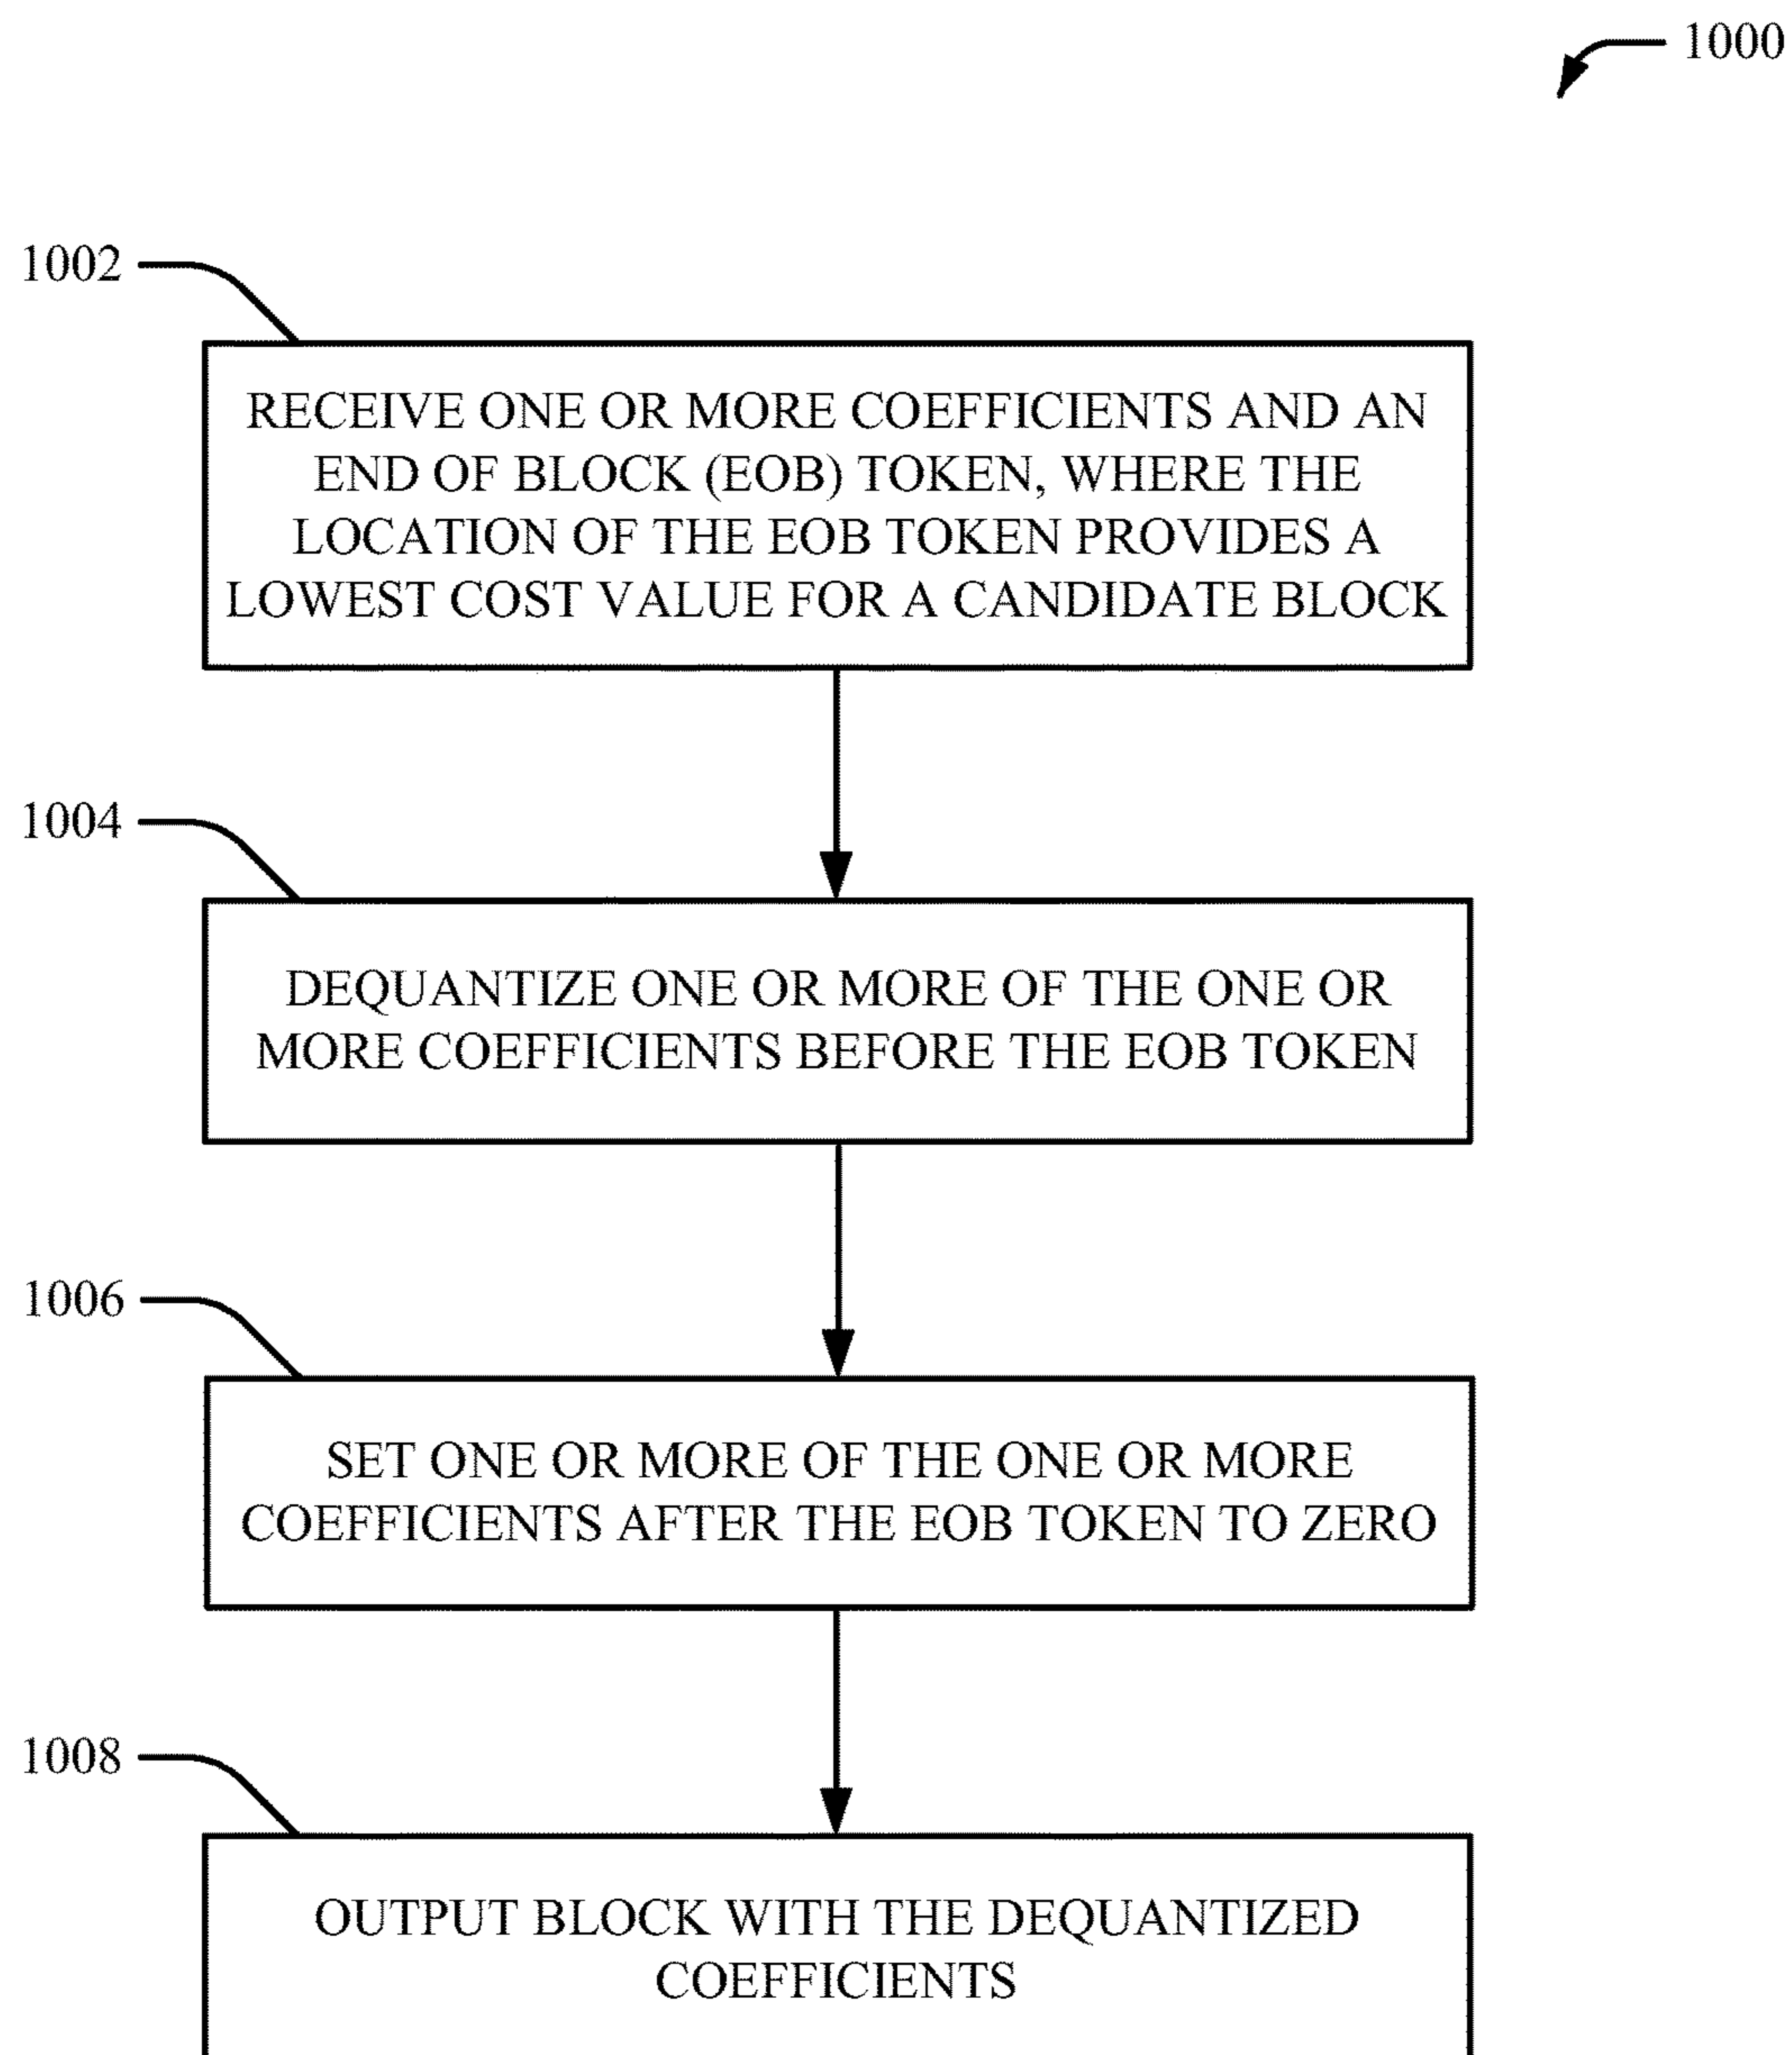 1000
1002
RECEIVE ONE OR MORE COEFFICIENTS AND AN
END OF BLOCK (EOB) TOKEN, WHERE THE
LOCATION OF THE EOB TOKEN PROVIDES A
LOWEST COST VALUE FOR A CANDIDATE BLOCK
1004
DEQUANTIZE ONE OR MORE OF THE ONE OR
MORE COEFFICIENTS BEFORE THE EOB TOKEN
1006
SET ONE OR MORE OF THE ONE OR MORE
COEFFICIENTS AFTER THE EOB TOKEN TO ZERO
1008
OUTPUT BLOCK WITH THE DEQUANTIZED
COEFFICIENTS